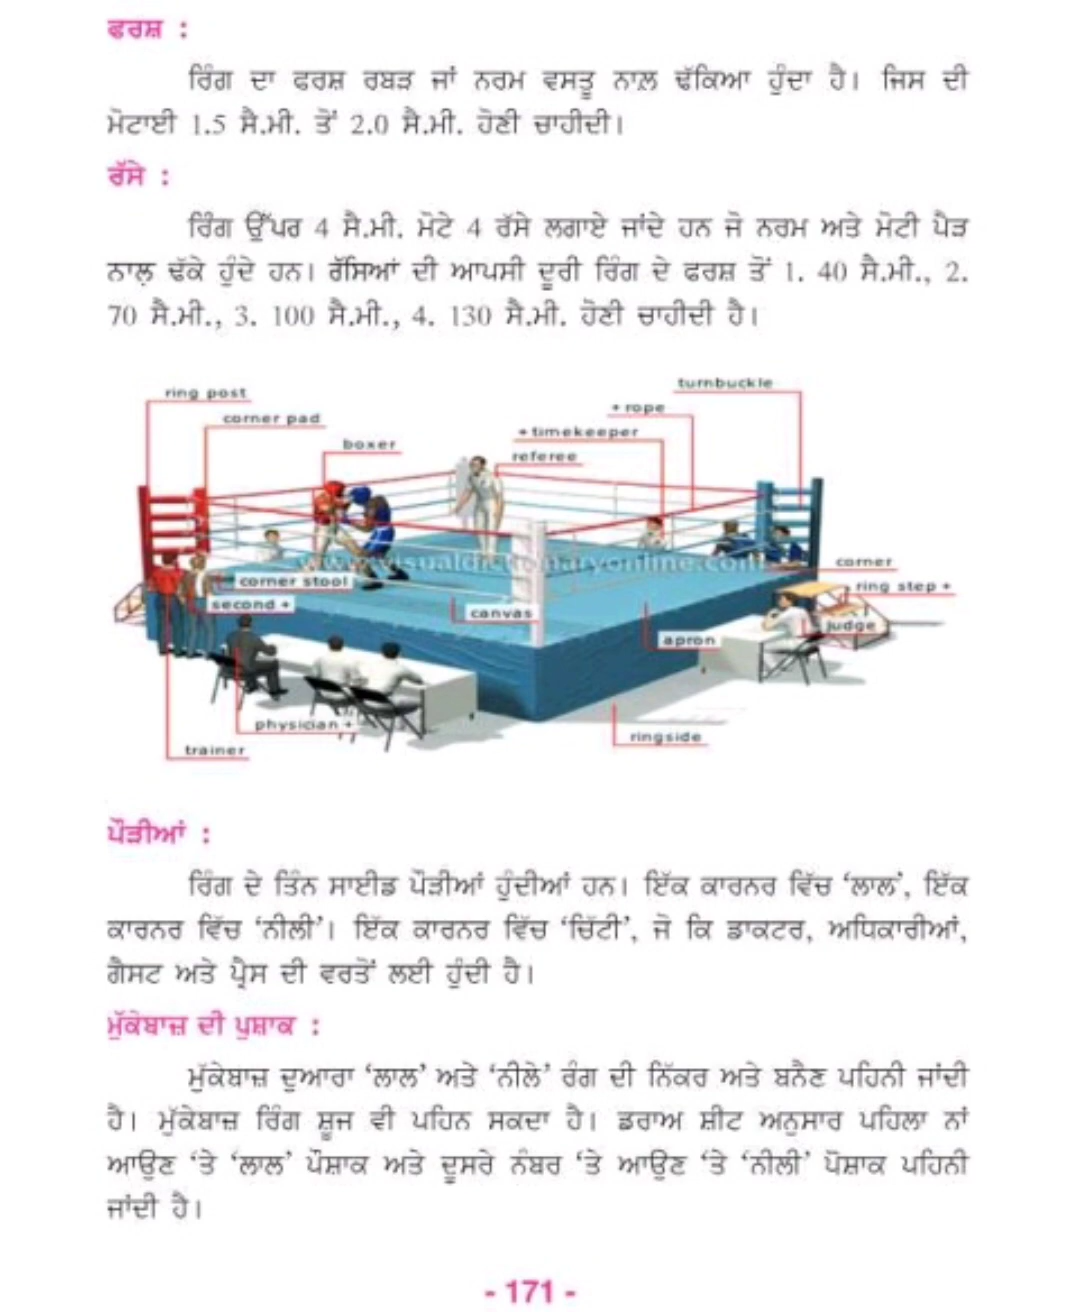 ਫਰਸ਼ :
ਰਿੰਗ ਦਾ ਫਰਸ਼ ਰਬੜ ਜਾਂ ਨਰਮ ਵਸਤੂ ਨਾਲ਼ ਢੱਕਿਆ ਹੁੰਦਾ ਹੈ। ਜਿਸ ਦੀ
ਮੋਟਾਈ 1.5 ਸੈ.ਮੀ. ਤੋਂ 2.0 ਸੈ.ਮੀ. ਹੋਣੀ ਚਾਹੀਦੀ।
ਰੱਸੇ :
ਰਿੰਗ ਉੱਪਰ 4 ਸੈ.ਮੀ. ਮੋਟੇ 4 ਰੱਸੇ ਲਗਾਏ ਜਾਂਦੇ ਹਨ ਜੋ ਨਰਮ ਅਤੇ ਮੋਟੀ ਪੈੜ
ਨਾਲ਼ ਢੱਕੇ ਹੁੰਦੇ ਹਨ। ਰੱਸਿਆਂ ਦੀ ਆਪਸੀ ਦੂਰੀ ਰਿੰਗ ਦੇ ਫਰਸ਼ ਤੋਂ 1. 40 ਸੈ.ਮੀ., 2.
70 ਸੈ.ਮੀ., 3. 100 ਸੈ.ਮੀ., 4. 130 ਸੈ.ਮੀ. ਹੋਣੀ ਚਾਹੀਦੀ ਹੈ।
turnbuckle
ring post
+ rope
corner pad
+ timekeeper
boxer
referee
www.visualdictionaryonline.com
corner
corner stool
ring step +
second +
canvas
judge
apron
physician +
ringside
trainer
ਪੌੜੀਆਂ :
ਰਿੰਗ ਦੇ ਤਿੰਨ ਸਾਈਡ ਪੌੜੀਆਂ ਹੁੰਦੀਆਂ ਹਨ। ਇੱਕ ਕਾਰਨਰ ਵਿੱਚ ‘ਲਾਲ’, ਇੱਕ
ਕਾਰਨਰ ਵਿੱਚ ‘ਨੀਲੀ’। ਇੱਕ ਕਾਰਨਰ ਵਿੱਚ ‘ਚਿੱਟੀ’, ਜੋ ਕਿ ਡਾਕਟਰ, ਅਧਿਕਾਰੀਆਂ,
ਗੈਸਟ ਅਤੇ ਪ੍ਰੈਸ ਦੀ ਵਰਤੋਂ ਲਈ ਹੁੰਦੀ ਹੈ।
ਮੁੱਕੇਬਾਜ਼ ਦੀ ਪੁਸ਼ਾਕ :
ਮੁੱਕੇਬਾਜ਼ ਦੁਆਰਾ ‘ਲਾਲ’ ਅਤੇ ‘ਨੀਲੇ’ ਰੰਗ ਦੀ ਨਿੱਕਰ ਅਤੇ ਬਨੈਣ ਪਹਿਨੀ ਜਾਂਦੀ
ਹੈ। ਮੁੱਕੇਬਾਜ਼ ਰਿੰਗ ਸ਼ੂਜ ਵੀ ਪਹਿਨ ਸਕਦਾ ਹੈ। ਡਰਾਅ ਸ਼ੀਟ ਅਨੁਸਾਰ ਪਹਿਲਾ ਨਾਂ
ਆਉਣ ‘ਤੇ ‘ਲਾਲ’ ਪੌਸ਼ਾਕ ਅਤੇ ਦੂਸਰੇ ਨੰਬਰ ‘ਤੇ ਆਉਣ ‘ਤੇ ‘ਨੀਲੀ’ ਪੋਸ਼ਾਕ ਪਹਿਨੀ
ਜਾਂਦੀ ਹੈ।
- 171 -